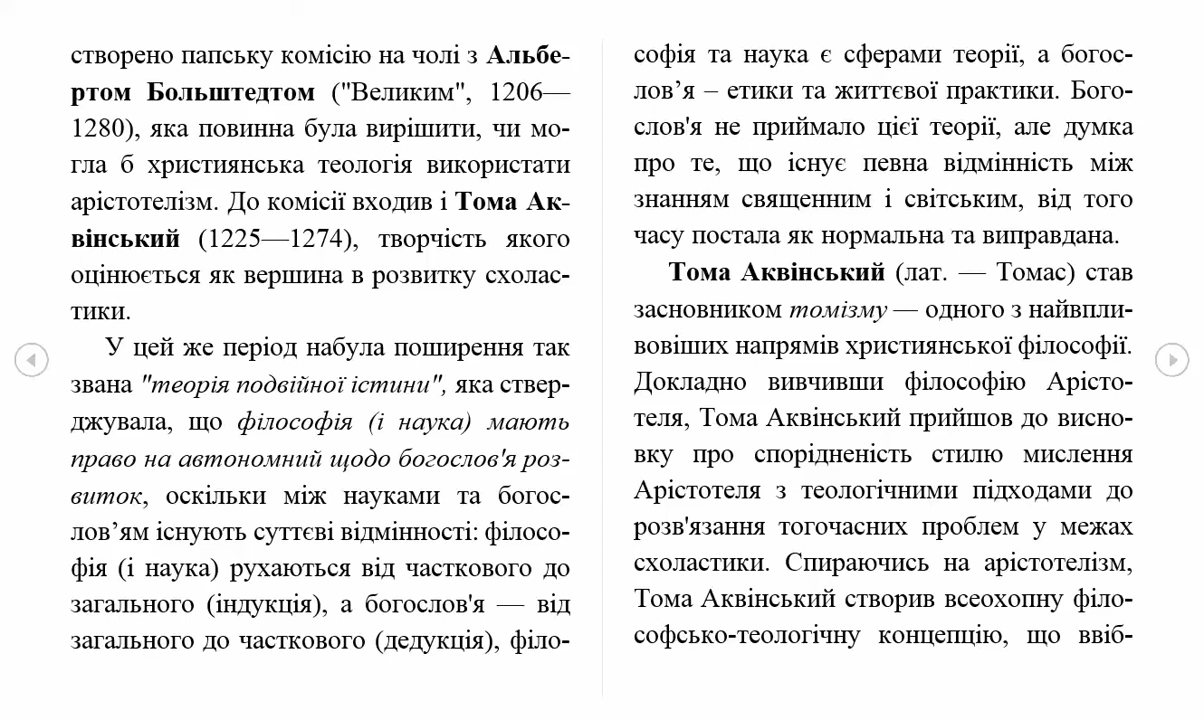 створено папську комісію на чолі з Альбе-
ртом Больштедтом ("Великим", 1206—
1280), яка повинна була вирішити, чи мо-
гла б християнська теологія використати
арістотелізм. До комісії входив і Тома Ак-
вінський (1225—1274), творчість якого
оцінюється як вершина в розвитку схолас-
тики.
У цей же період набула поширення так
звана "теорія подвійної істини", яка ствер-
джувала, що філософія (і наука) мають
право на автономний щодо богослов'я роз-
виток, оскільки між науками та богос-
лов’ям існують суттєві відмінності: філосо-
фія (і наука) рухаються від часткового до
загального (індукція), а богослов'я — від
загального до часткового (дедукція), філо-
софія та наука є сферами теорії, а богос-
лов’я – етики та життєвої практики. Бого-
слов'я не приймало цієї теорії, але думка
про те, що існує певна відмінність між
знанням священним і світським, від того
часу постала як нормальна та виправдана.
Тома Аквінський (лат. — Томас) став
засновником томізму — одного з найвпли-
вовіших напрямів християнської філософії.
Докладно вивчивши філософію Арісто-
теля, Тома Аквінський прийшов до висно-
вку про спорідненість стилю мислення
Арістотеля з теологічними підходами до
розв'язання тогочасних проблем у межах
схоластики. Спираючись на арістотелізм,
Тома Аквінський створив всеохопну філо-
софсько-теологічну концепцію, що ввіб-